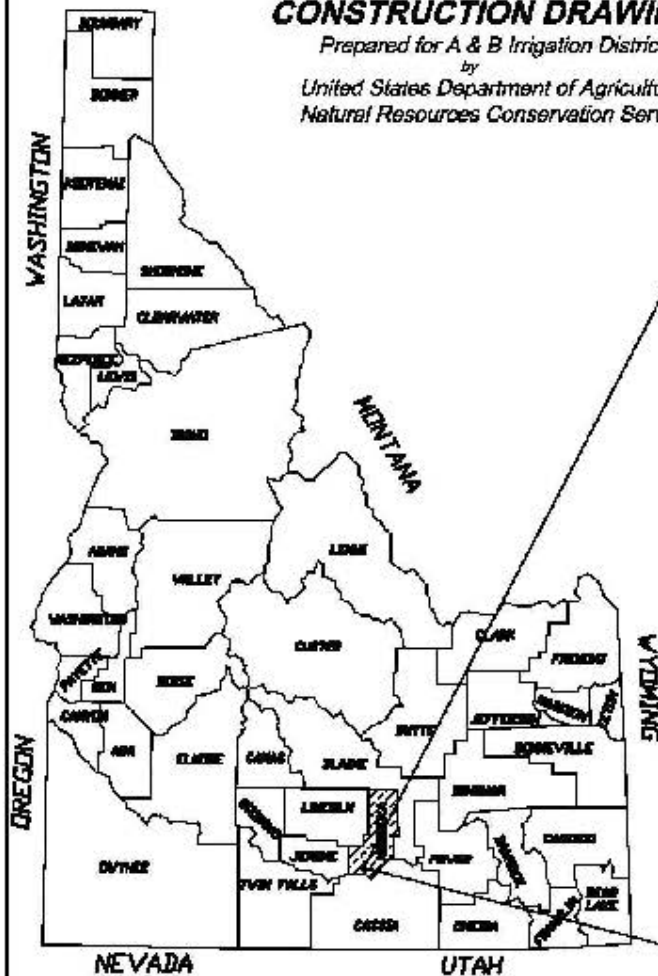 CONSTRUCTION DRAWIN
Prepared for A & B Irrigation Distric
by
United States Department of Agricultu
Natural Resources Conservation Serv
BOUNDARY
BONNER
WASHINGTON
KOOTENAI
BENEWAH
SHOSHONE
LATAH
CLEARWATER
LEWIS
MONTANA
IDAHO
ADAMS
LEMHI
VALLEY
WASHINGTON
CUSTER
CLARK
FREMONT
WYOMING
PAYETTE
GEM
BOISE
CANYON
BUTTE
JEFFERSON
MADISON
TETON
OREGON
ADA
ELMORE
CAMAS
BLAINE
BONNEVILLE
BINGHAM
GOODING
LINCOLN
JEROME
POWER
BANNOCK
CARIBOU
OWYHEE
TWIN FALLS
CASSIA
ONEIDA
FRANKLIN
BEAR
LAKE
NEVADA
UTAH